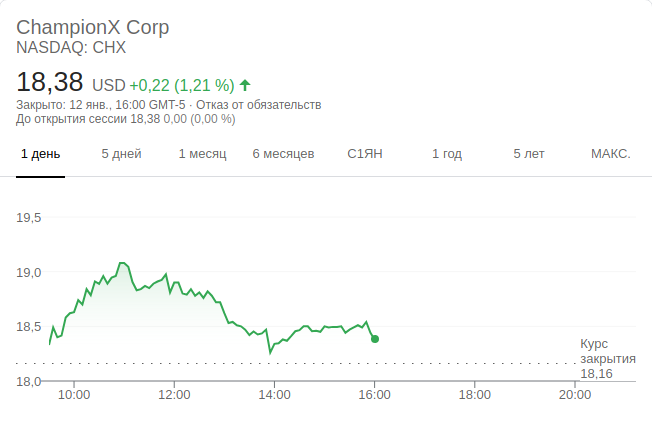 ChampionX Corp
NASDAQ: CHX
18,38 USD +0,22 (1,21 %)
Закрыто: 12 янв., 16:00 GMT-5 · Отказ от обязательств
До открытия сессии 18,38 0,00 (0,00 %)
1 день 5 дней 1 месяц 6 месяцев С1ЯН 1 год 5 лет МАКС.
19,5
19,0
18,5
Курс
закрытия
18,16
18,0
10:00 12:00 14:00 16:00 18:00 20:00